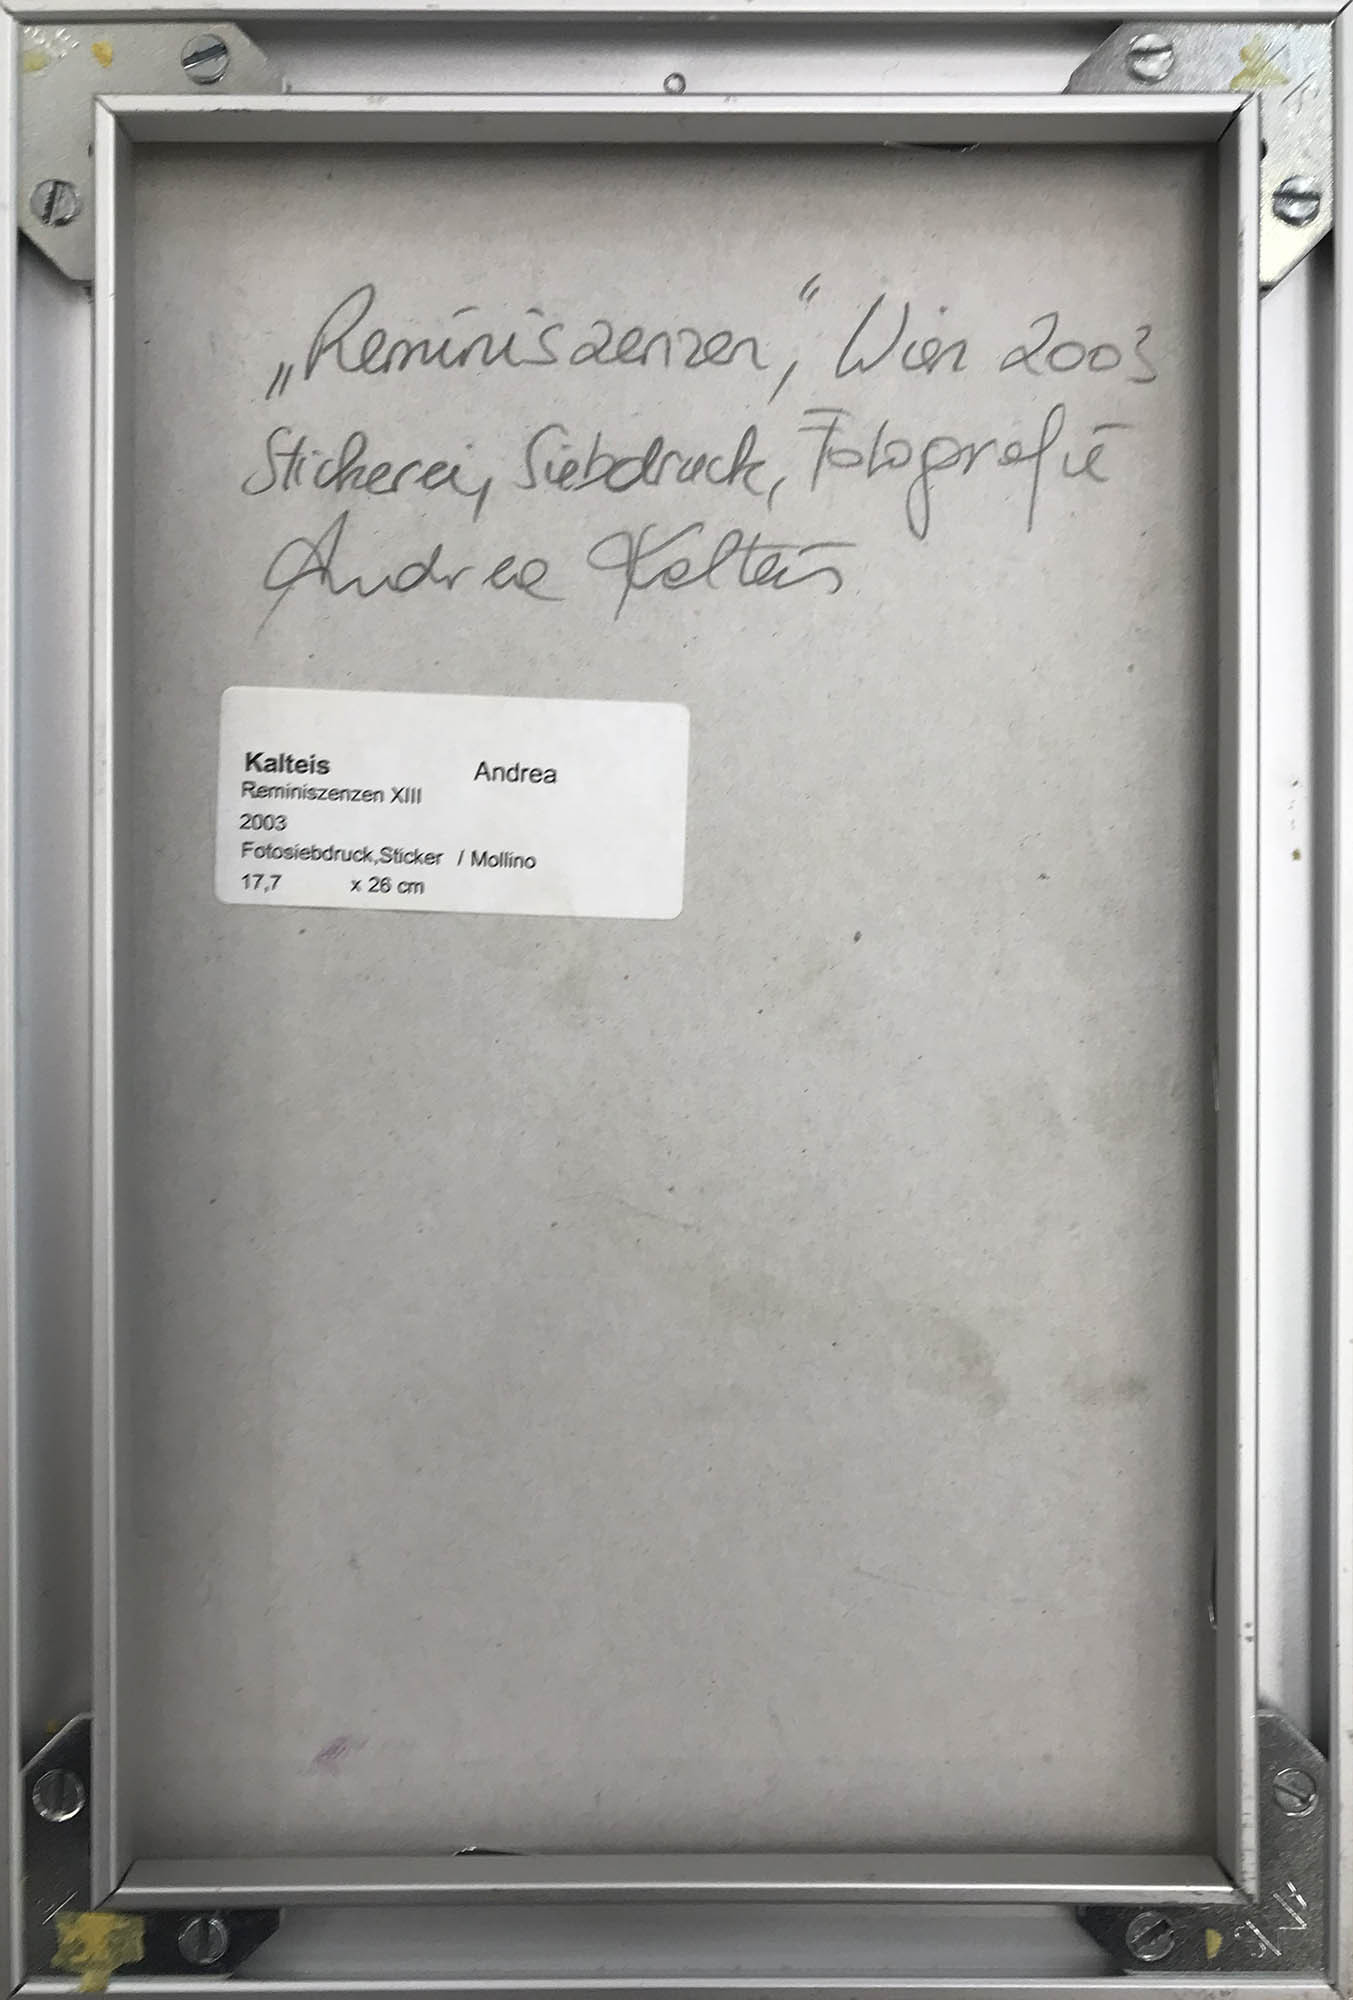 „Reminiszenzen“, Wien 2003
Stickerei, Siebdruck, Fotografie
Andrea Kalteis
Kalteis Andrea
Reminiszenzen XIII
2003
Fotosiebdruck,Sticker / Mollino
17,7 x 26 cm